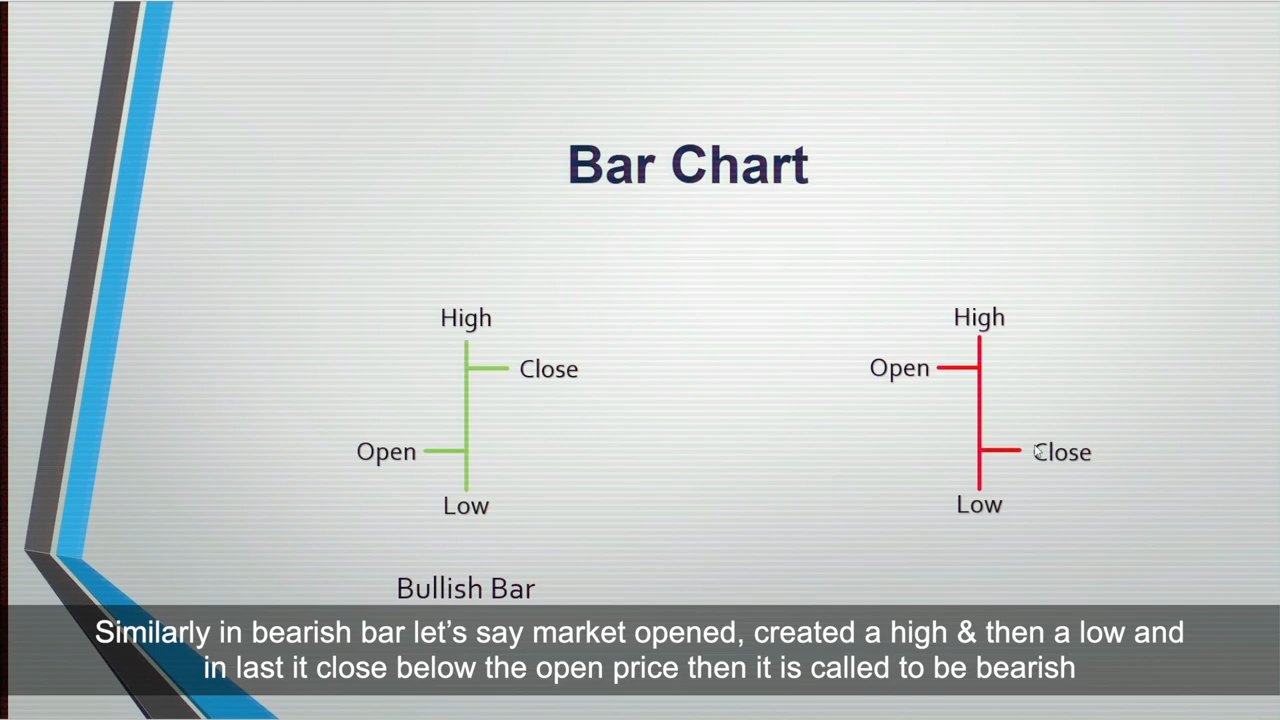 Bar Chart
High
High
Close
Open
Open
Close
Low
Low
Bullish Bar
Similarly in bearish bar let’s say market opened, created a high & then a low and
in last it close below the open price then it is called to be bearish